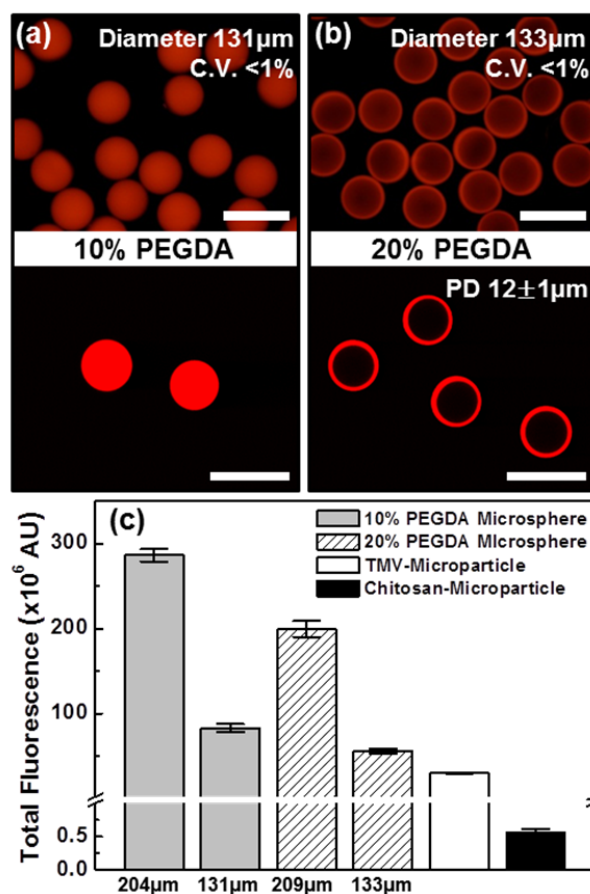 (a)
Diameter 131µm
C.V. <1%
(b)
Diameter 133µm
C.V. <1%
10% PEGDA
20% PEGDA
PD 12±1µm
(c)
10% PEGDA Microsphere
20% PEGDA MIcrosphere
TMV-Microparticle
Chitosan-Microparticle
Total Fluorescence (x10⁶ AU)
300
200
100
0.5
0.0
204µm 131µm 209µm 133µm